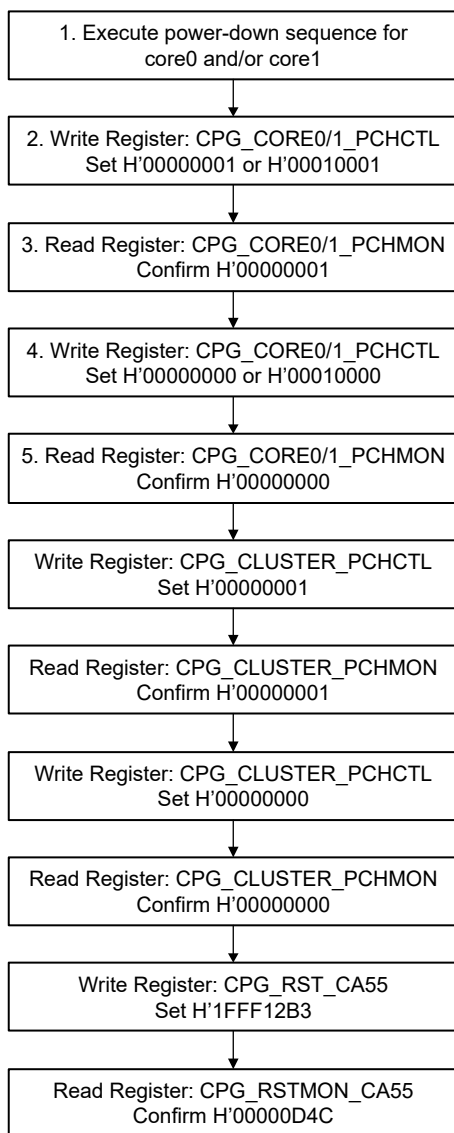 1. Execute power-down sequence for
core0 and/or core1
2. Write Register: CPG_CORE0/1_PCHCTL
Set H’00000001 or H’00010001
3. Read Register: CPG_CORE0/1_PCHMON
Confirm H’00000001
4. Write Register: CPG_CORE0/1_PCHCTL
Set H’00000000 or H’00010000
5. Read Register: CPG_CORE0/1_PCHMON
Confirm H’00000000
Write Register: CPG_CLUSTER_PCHCTL
Set H’00000001
Read Register: CPG_CLUSTER_PCHMON
Confirm H’00000001
Write Register: CPG_CLUSTER_PCHCTL
Set H’00000000
Read Register: CPG_CLUSTER_PCHMON
Confirm H’00000000
Write Register: CPG_RST_CA55
Set H’1FFF12B3
Read Register: CPG_RSTMON_CA55
Confirm H’00000D4C